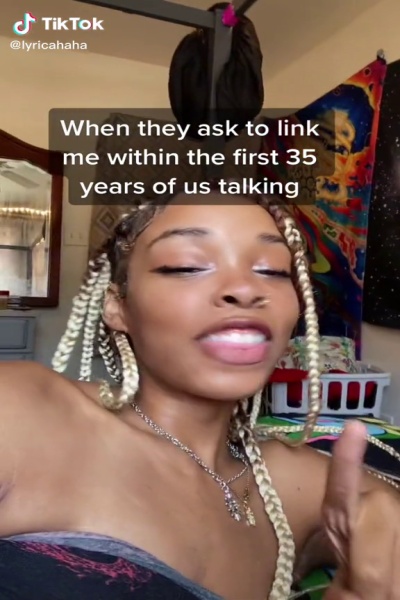 TikTok
@lyricahaha
When they ask to link
me within the first 35
years of us talking